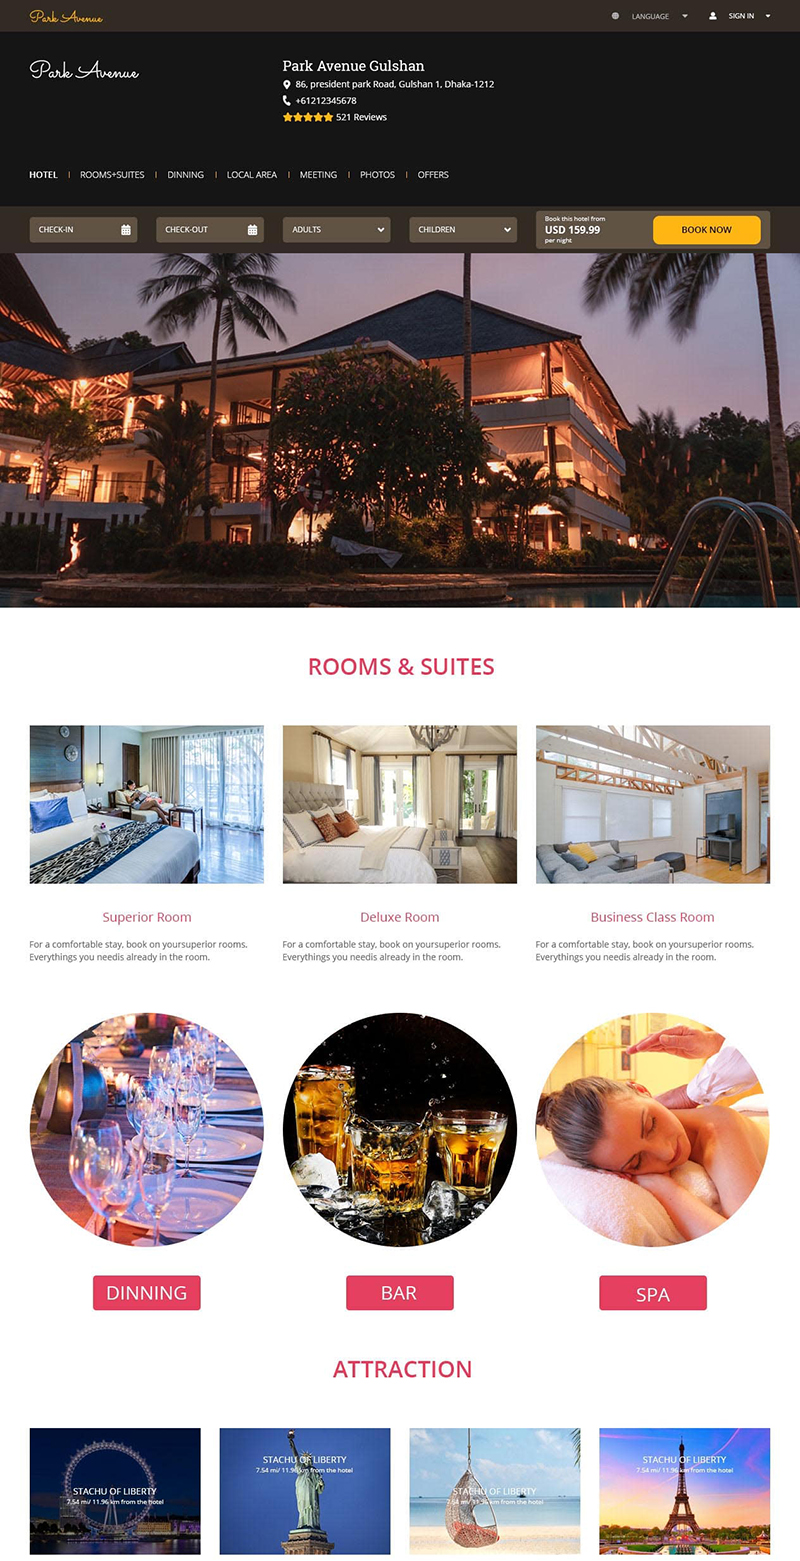 Park Avenue
LANGUAGE
SIGN IN
Park Avenue
Park Avenue Gulshan
86, president park Road, Gulshan 1, Dhaka-1212
+61212345678
521 Reviews
HOTEL | ROOMS+SUITES | DINNING | LOCAL AREA | MEETING | PHOTOS | OFFERS
CHECK-IN
CHECK-OUT
ADULTS
CHILDREN
Book this hotel from
USD 159.99
per night
BOOK NOW
ROOMS & SUITES
Superior Room
For a comfortable stay, book on yoursuperior rooms.
Everythings you needis already in the room.
Deluxe Room
For a comfortable stay, book on yoursuperior rooms.
Everythings you needis already in the room.
Business Class Room
For a comfortable stay, book on yoursuperior rooms.
Everythings you needis already in the room.
DINNING
BAR
SPA
ATTRACTION
STACHU OF LIBERTY
7.54 mi/ 11.96 km from the hotel
STACHU OF LIBERTY
7.54 mi/ 11.96 km from the hotel
STACHU OF LIBERTY
7.54 mi/ 11.96 km from the hotel
STACHU OF LIBERTY
7.54 mi/ 11.96 km from the hotel